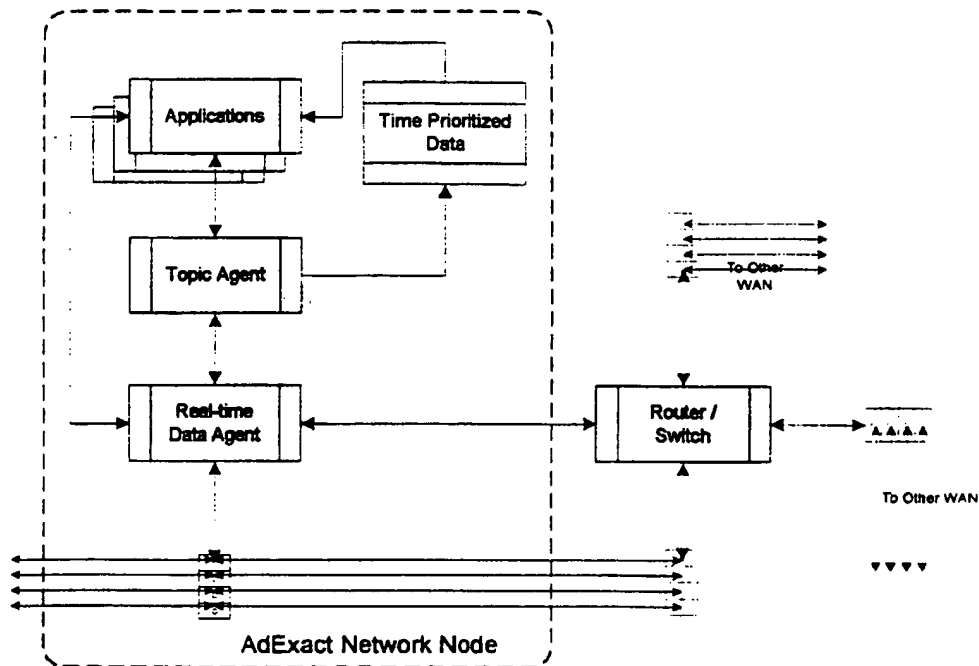 Applications
Time Prioritized
Data
Topic Agent
To Other
WAN
Real-time
Data Agent
Router /
Switch
To Other WAN
AdExact Network Node